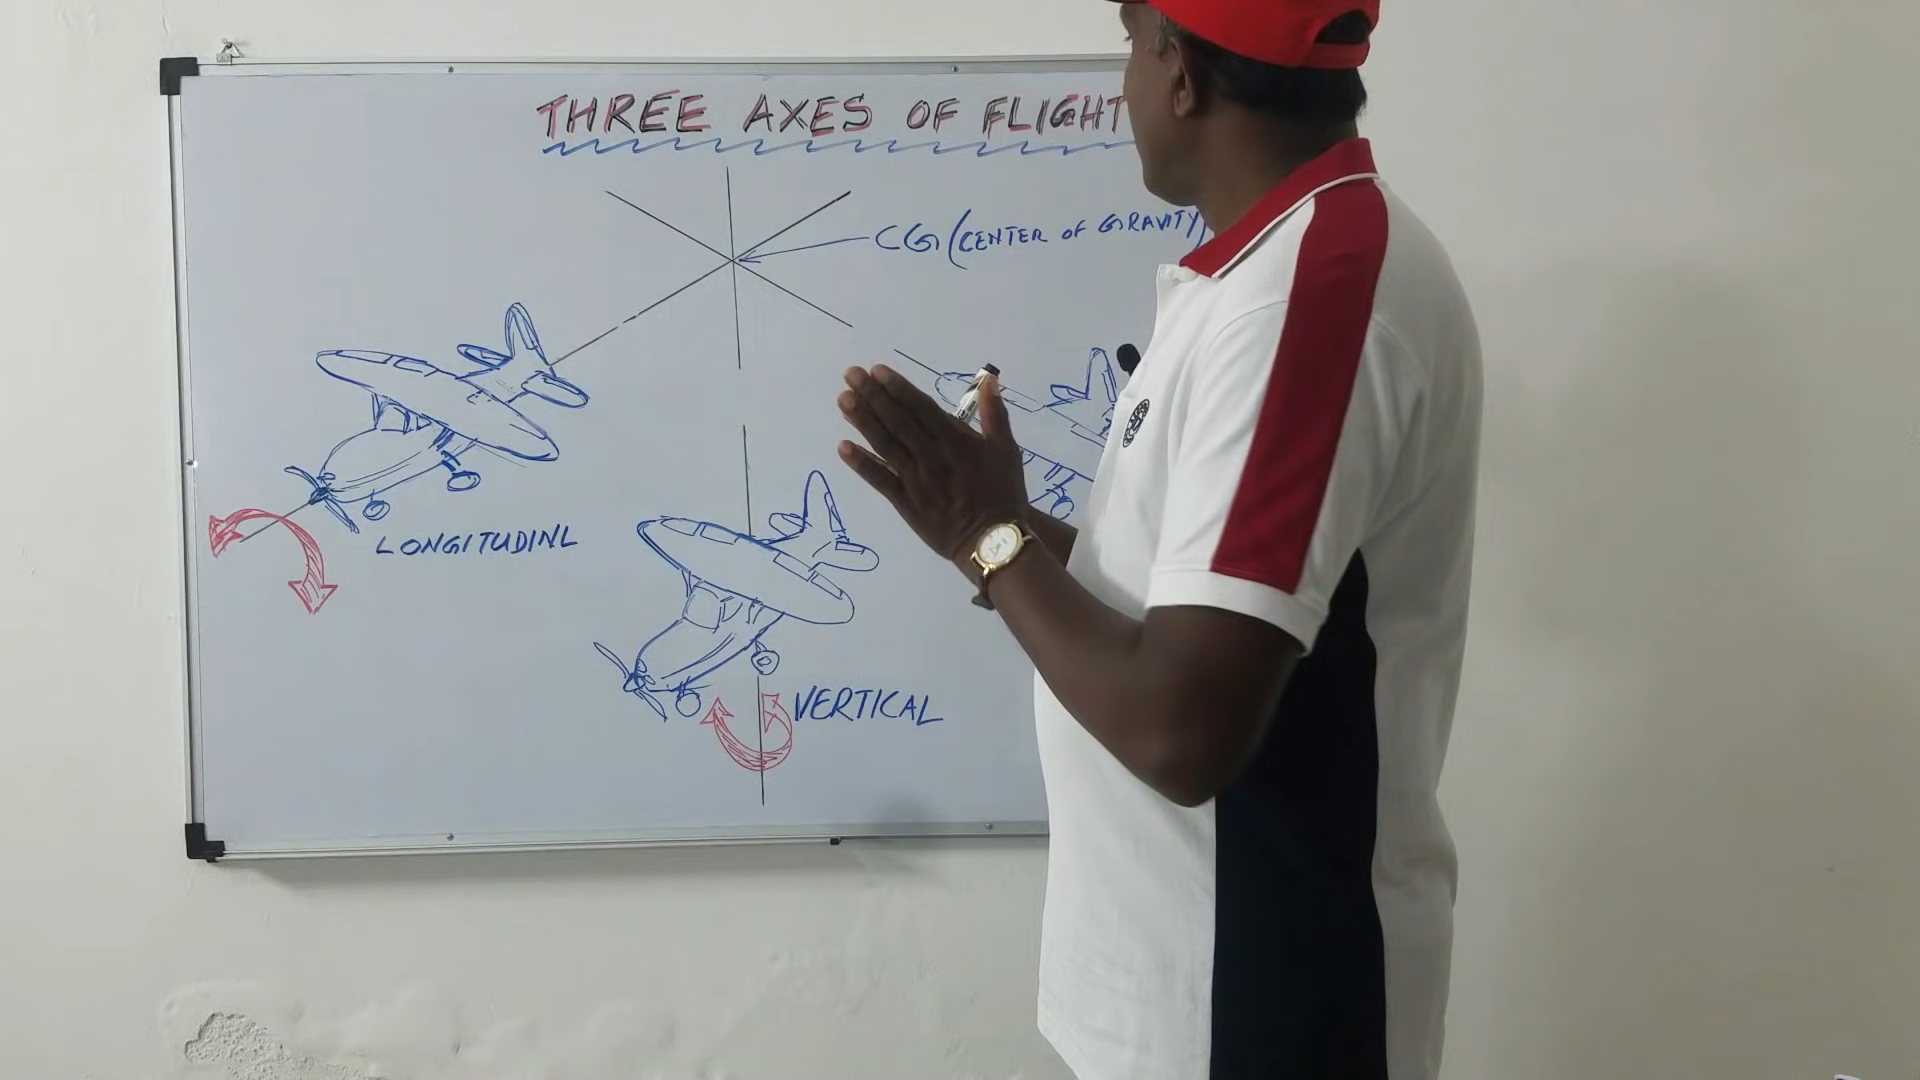 THREE AXES OF FLIGHT
CG (CENTER OF GRAVITY)
LONGITUDINL
VERTICAL